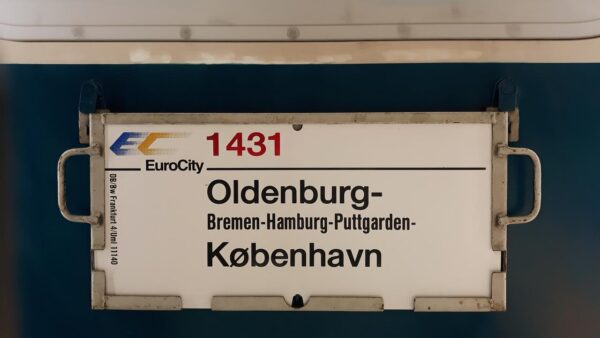 EC 1431
EuroCity
Oldenburg-
Bremen-Hamburg-Puttgarden-
København